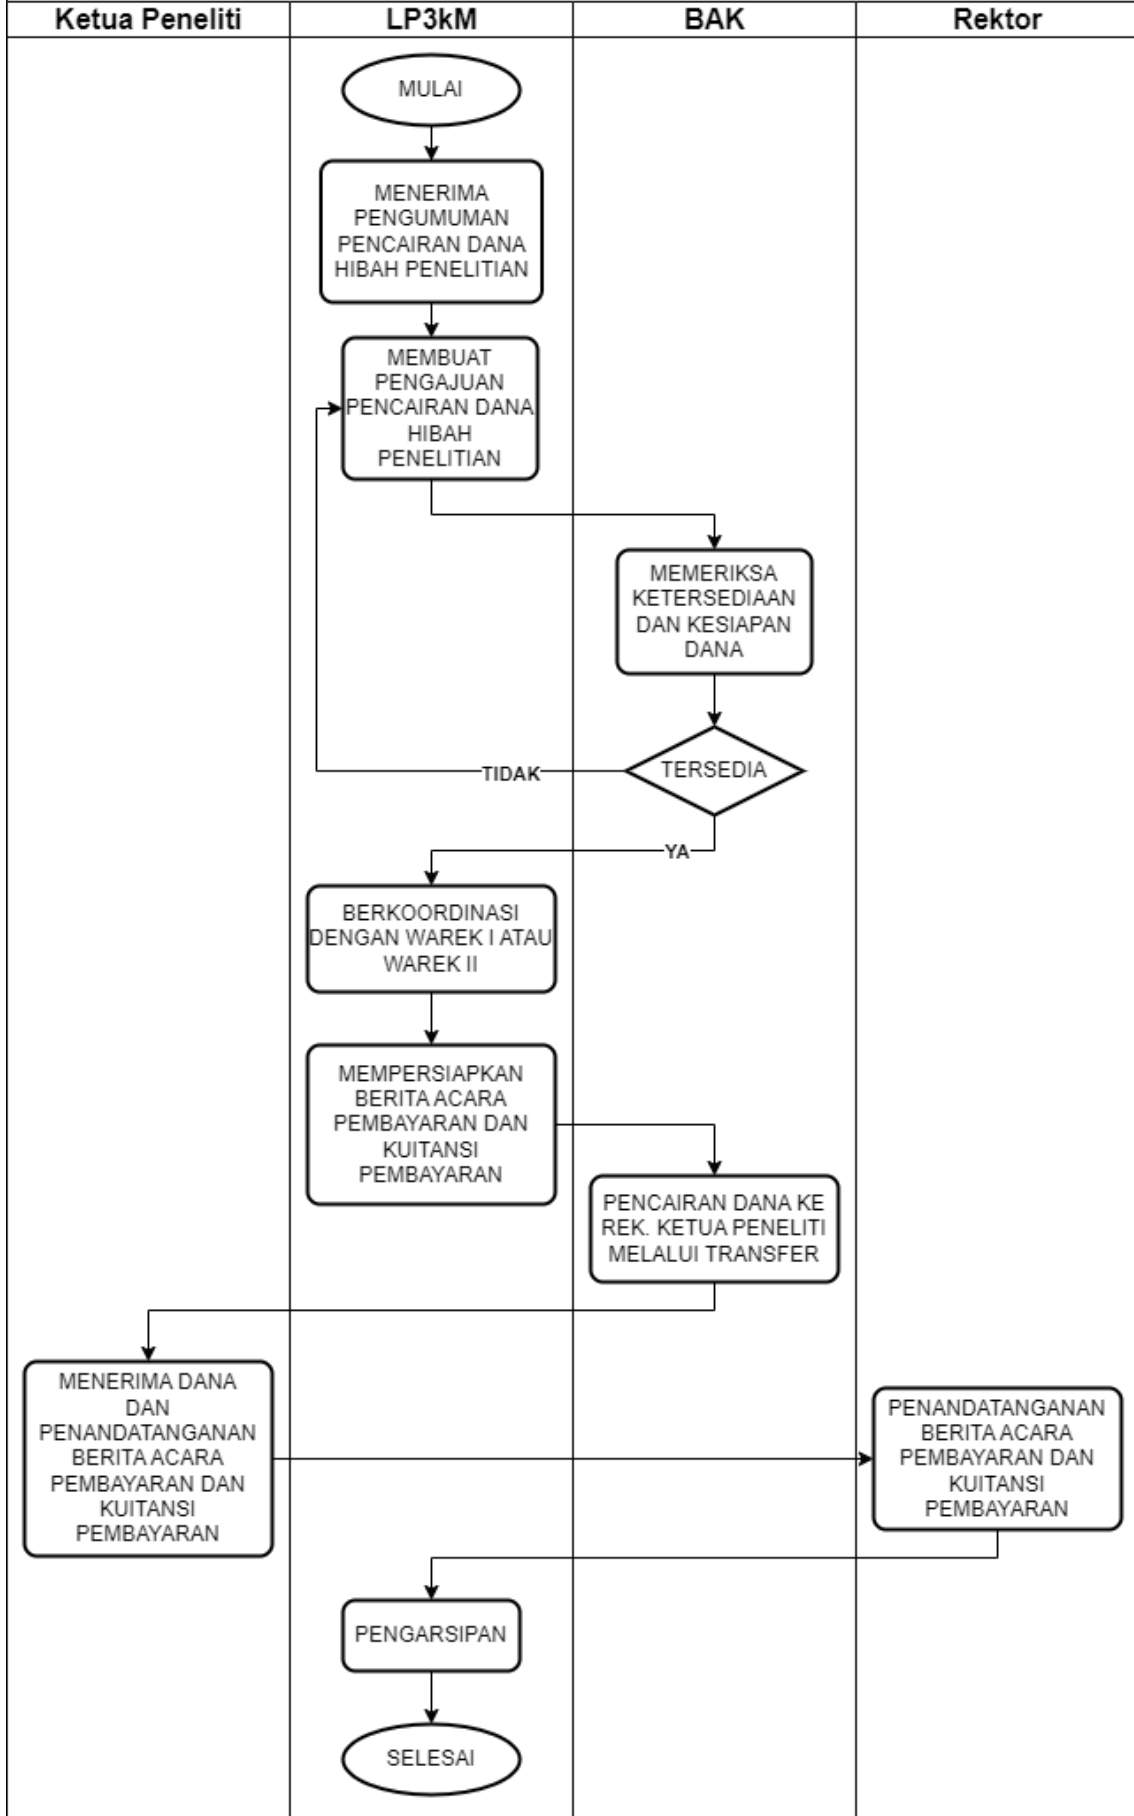 Ketua Peneliti
LP3kM
BAK
Rektor
MULAI
MENERIMA
PENGUMUMAN
PENCAIRAN DANA
HIBAH PENELITIAN
MEMBUAT
PENGAJUAN
PENCAIRAN DANA
HIBAH
PENELITIAN
MEMERIKSA
KETERSEDIAAN
DAN KESIAPAN
DANA
TERSEDIA
TIDAK
YA
BERKOORDINASI
DENGAN WAREK I ATAU
WAREK II
MEMPERSIAPKAN
BERITA ACARA
PEMBAYARAN DAN
KUITANSI
PEMBAYARAN
PENCAIRAN DANA KE
REK. KETUA PENELITI
MELALUI TRANSFER
MENERIMA DANA
DAN
PENANDATANGANAN
BERITA ACARA
PEMBAYARAN DAN
KUITANSI
PEMBAYARAN
PENANDATANGANAN
BERITA ACARA
PEMBAYARAN DAN
KUITANSI
PEMBAYARAN
PENGARSIPAN
SELESAI